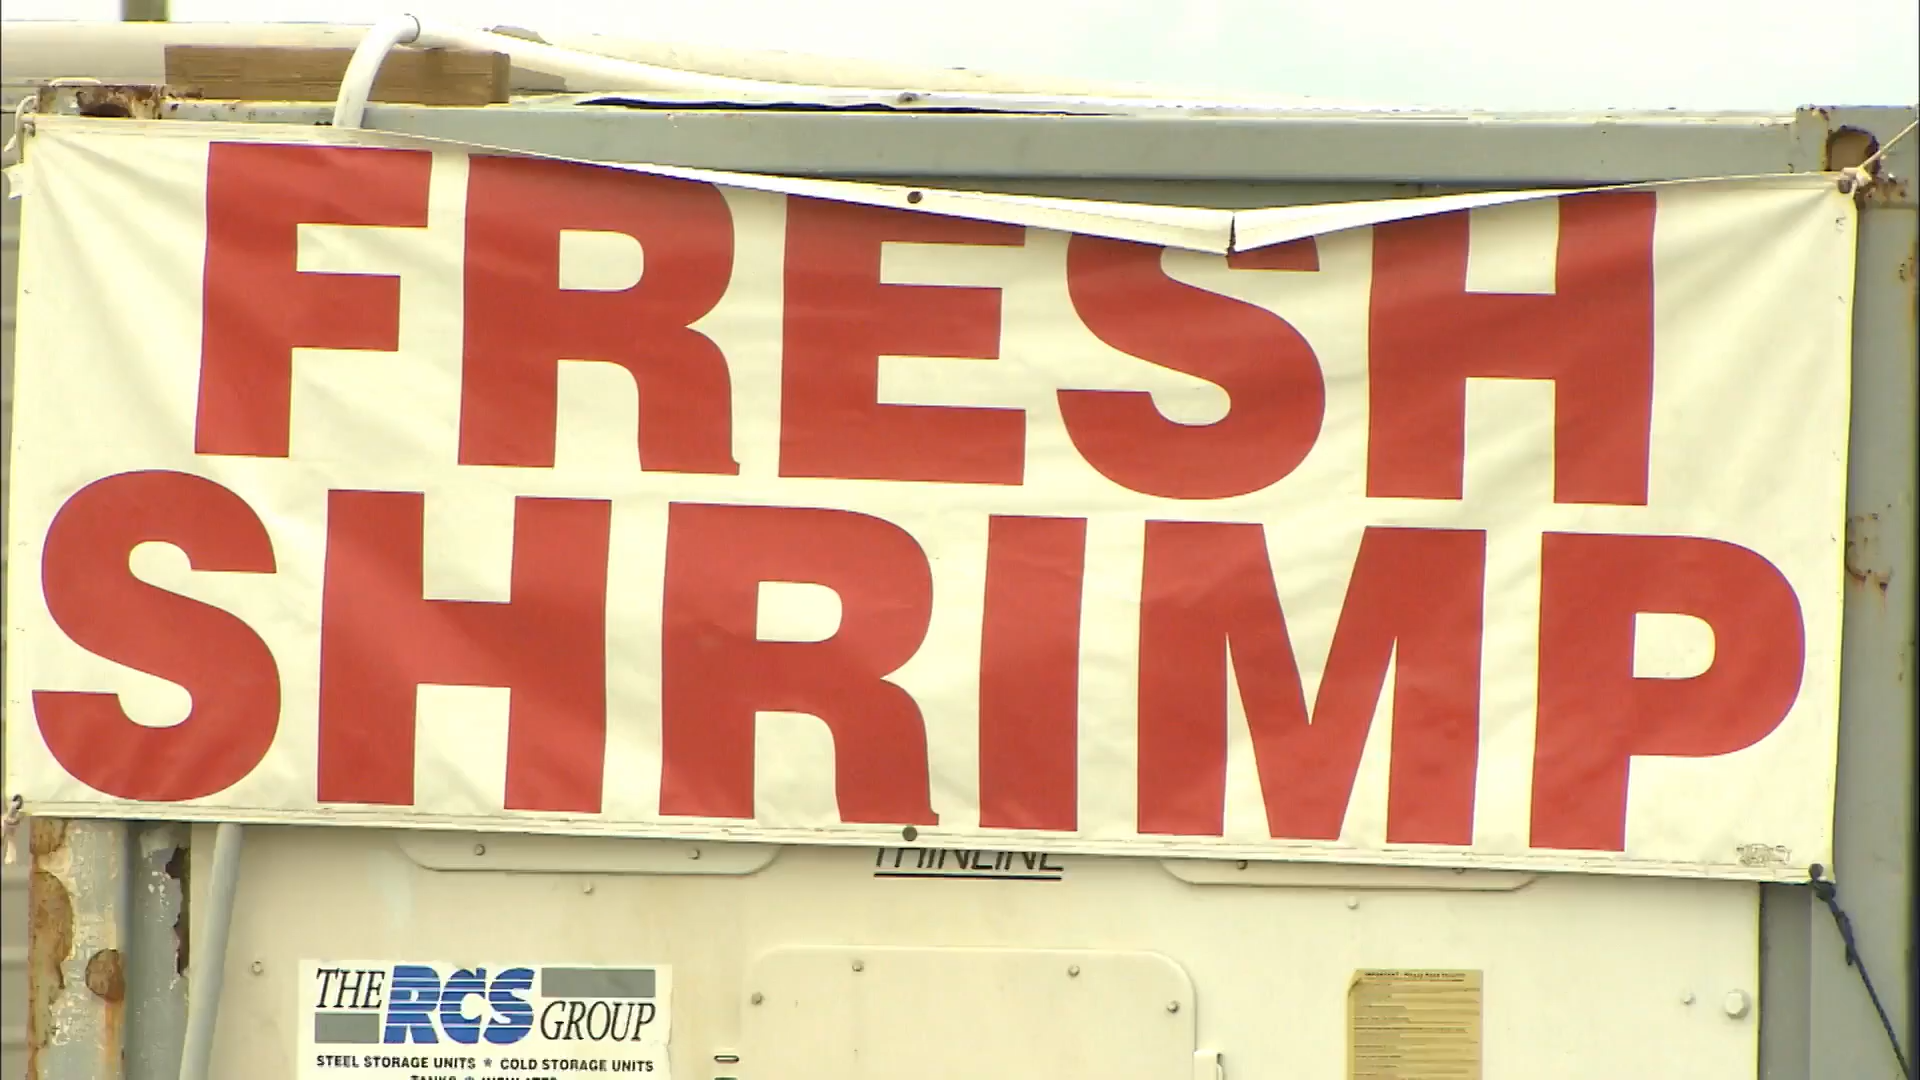 FRESH
SHRIMP
THINLINE
THE RCS GROUP
STEEL STORAGE UNITS * COLD STORAGE UNITS